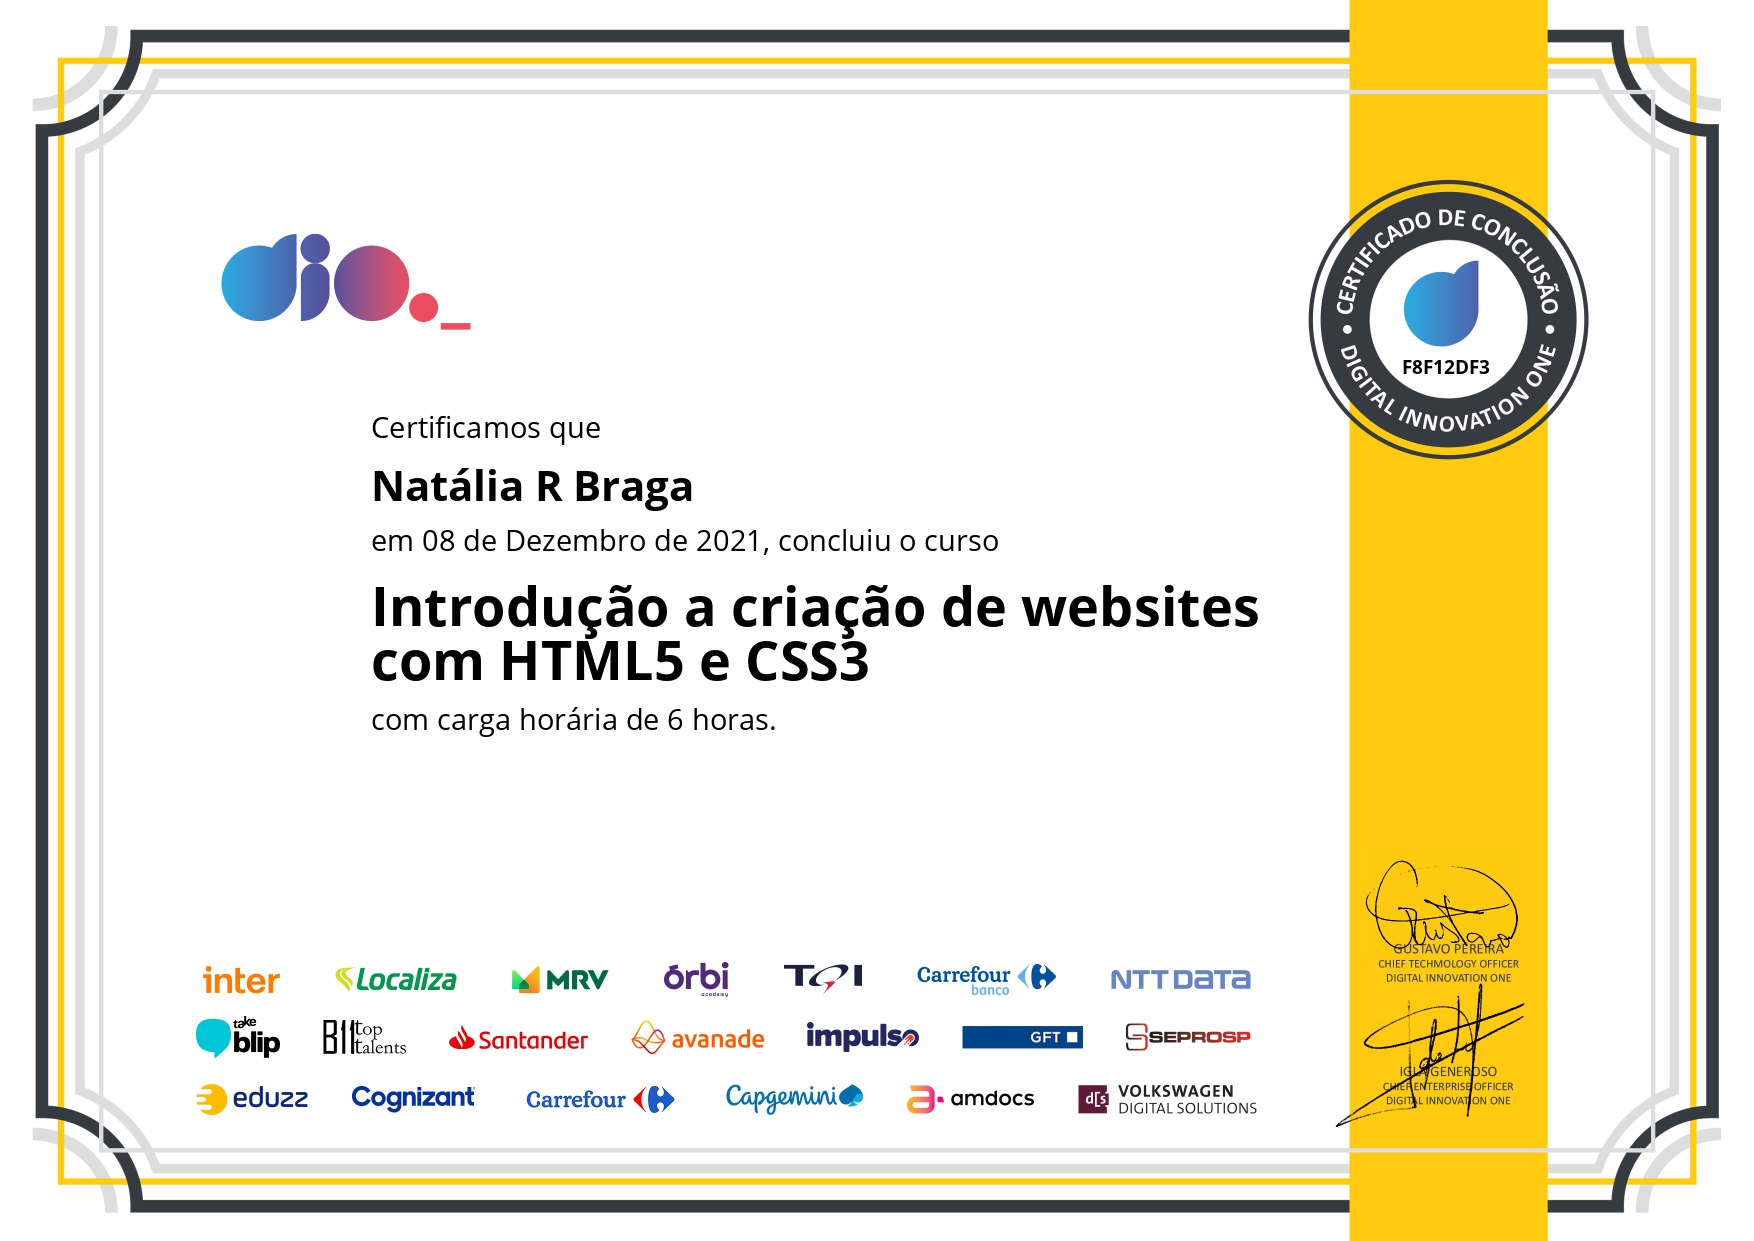 dio._
CERTIFICADO DE CONCLUSÃO
F8F12DF3
DIGITAL INNOVATION ONE
Certificamos que
Natália R Braga
em 08 de Dezembro de 2021, concluiu o curso
Introdução a criação de websites
com HTML5 e CSS3
com carga horária de 6 horas.
Gustavo
GUSTAVO PEREIRA
CHIEF TECHMOLOGY OFFICER
DIGITAL INNOVATION ONE
IGLA GENEROSO
CHIEF ENTERPRISE OFFICER
DIGITAL INNOVATION ONE
inter Localiza MRV órbi academy TQI Carrefour banco NTT DATA
take blip BIItop talents Santander avanade impulso GFT SEPROSP
eduzz Cognizant Carrefour Capgemini amdocs d[s VOLKSWAGEN DIGITAL SOLUTIONS